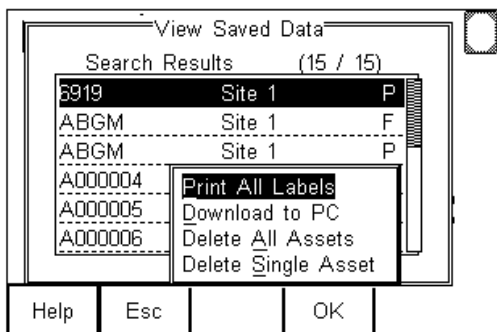 View Saved Data
Search Results (15 / 15)
6919 Site 1 P
ABGM Site 1 F
ABGM Site 1 P
A000004
A000005
A000006
Print All Labels
Download to PC
Delete All Assets
Delete Single Asset
Help Esc OK